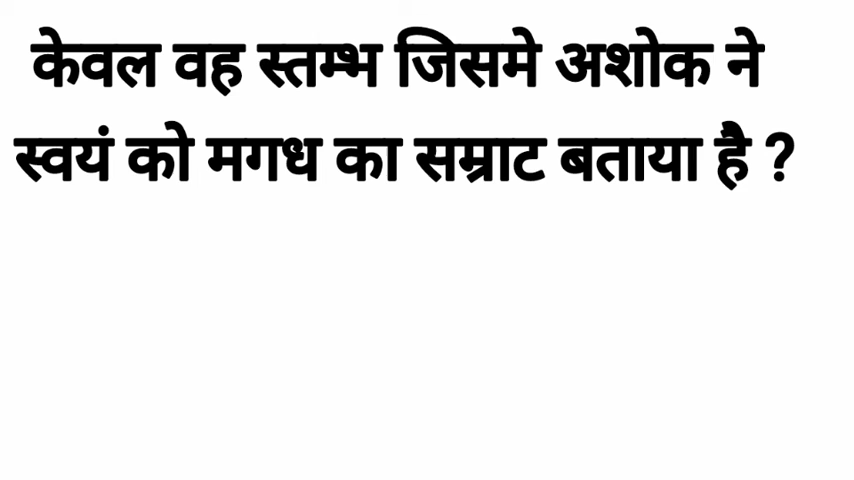 केवल वह स्तम्भ जिसमे अशोक ने
स्वयं को मगध का सम्राट बताया है ?